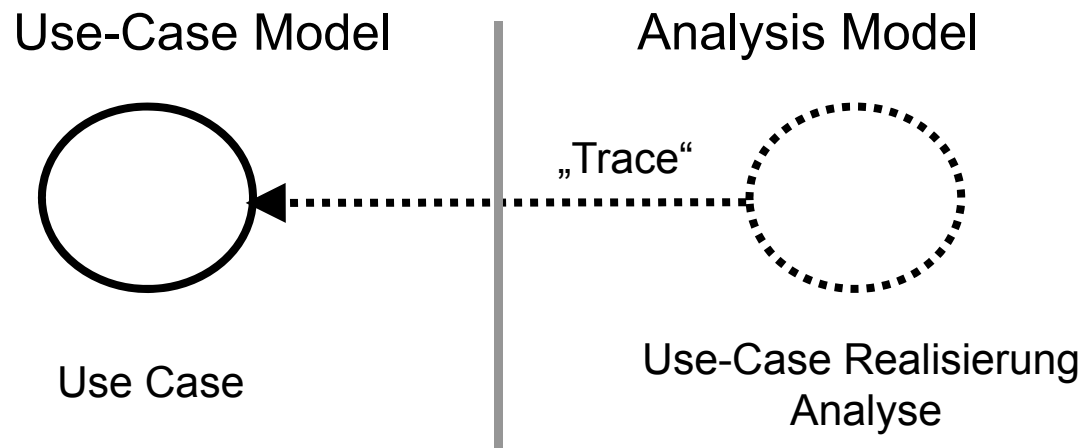 Use-Case Model
Analysis Model
„Trace“
Use Case
Use-Case Realisierung
Analyse